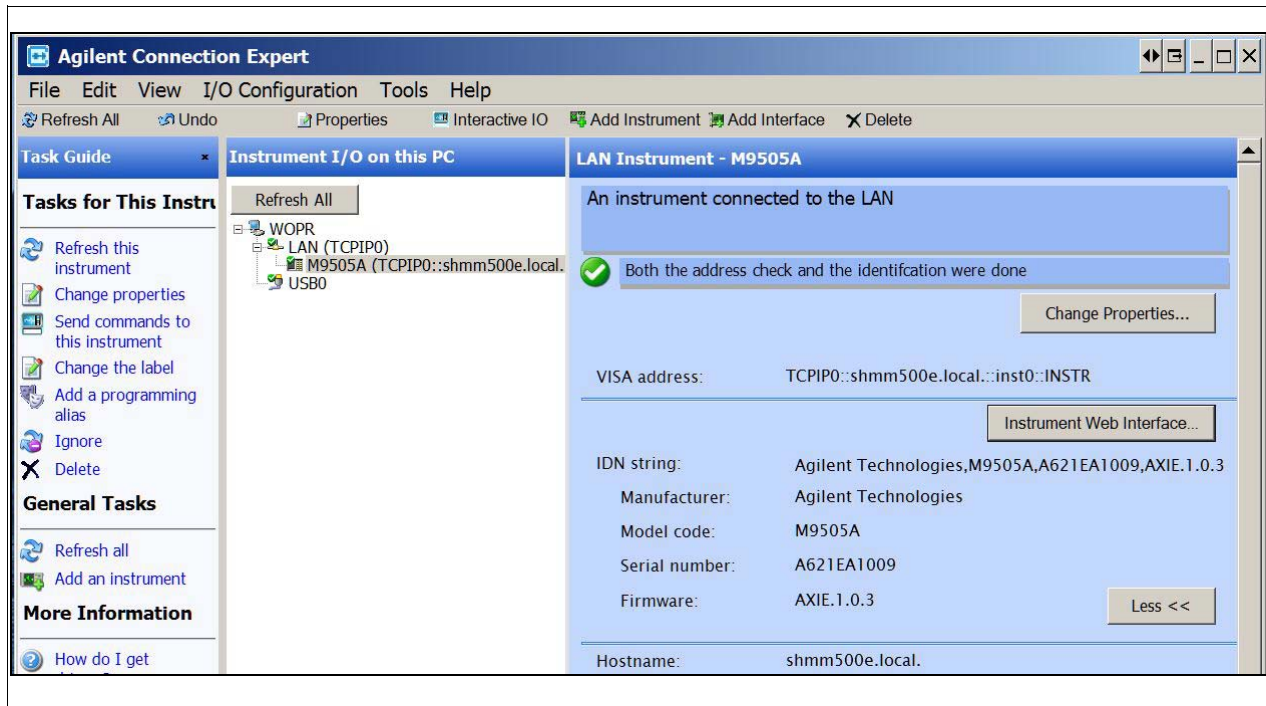 Agilent Connection Expert
File Edit View I/O Configuration Tools Help
Refresh All Undo Properties Interactive IO Add Instrument Add Interface Delete
Task Guide
Tasks for This Instru
Refresh this
instrument
Change properties
Send commands to
this instrument
Change the label
Add a programming
alias
Ignore
Delete
General Tasks
Refresh all
Add an instrument
More Information
How do I get
Instrument I/O on this PC
Refresh All
WOPR
LAN (TCPIP0)
M9505A (TCPIP0::shmm500e.local.
USB0
LAN Instrument - M9505A
An instrument connected to the LAN
Both the address check and the identifcation were done
Change Properties...
VISA address: TCPIP0::shmm500e.local.::inst0::INSTR
Instrument Web Interface...
IDN string: Agilent Technologies,M9505A,A621EA1009,AXIE.1.0.3
Manufacturer: Agilent Technologies
Model code: M9505A
Serial number: A621EA1009
Firmware: AXIE.1.0.3
Less <<
Hostname: shmm500e.local.